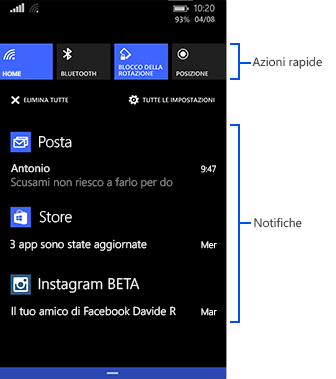 10:20
93% 04/08
HOME
BLUETOOTH
BLOCCO DELLA
ROTAZIONE
POSIZIONE
Azioni rapide
ELIMINA TUTTE
TUTTE LE IMPOSTAZIONI
Posta
Antonio 9:47
Scusami non riesco a farlo per do
Store
Notifiche
3 app sono state aggiornate Mer
Instagram BETA
Il tuo amico di Facebook Davide R Mar